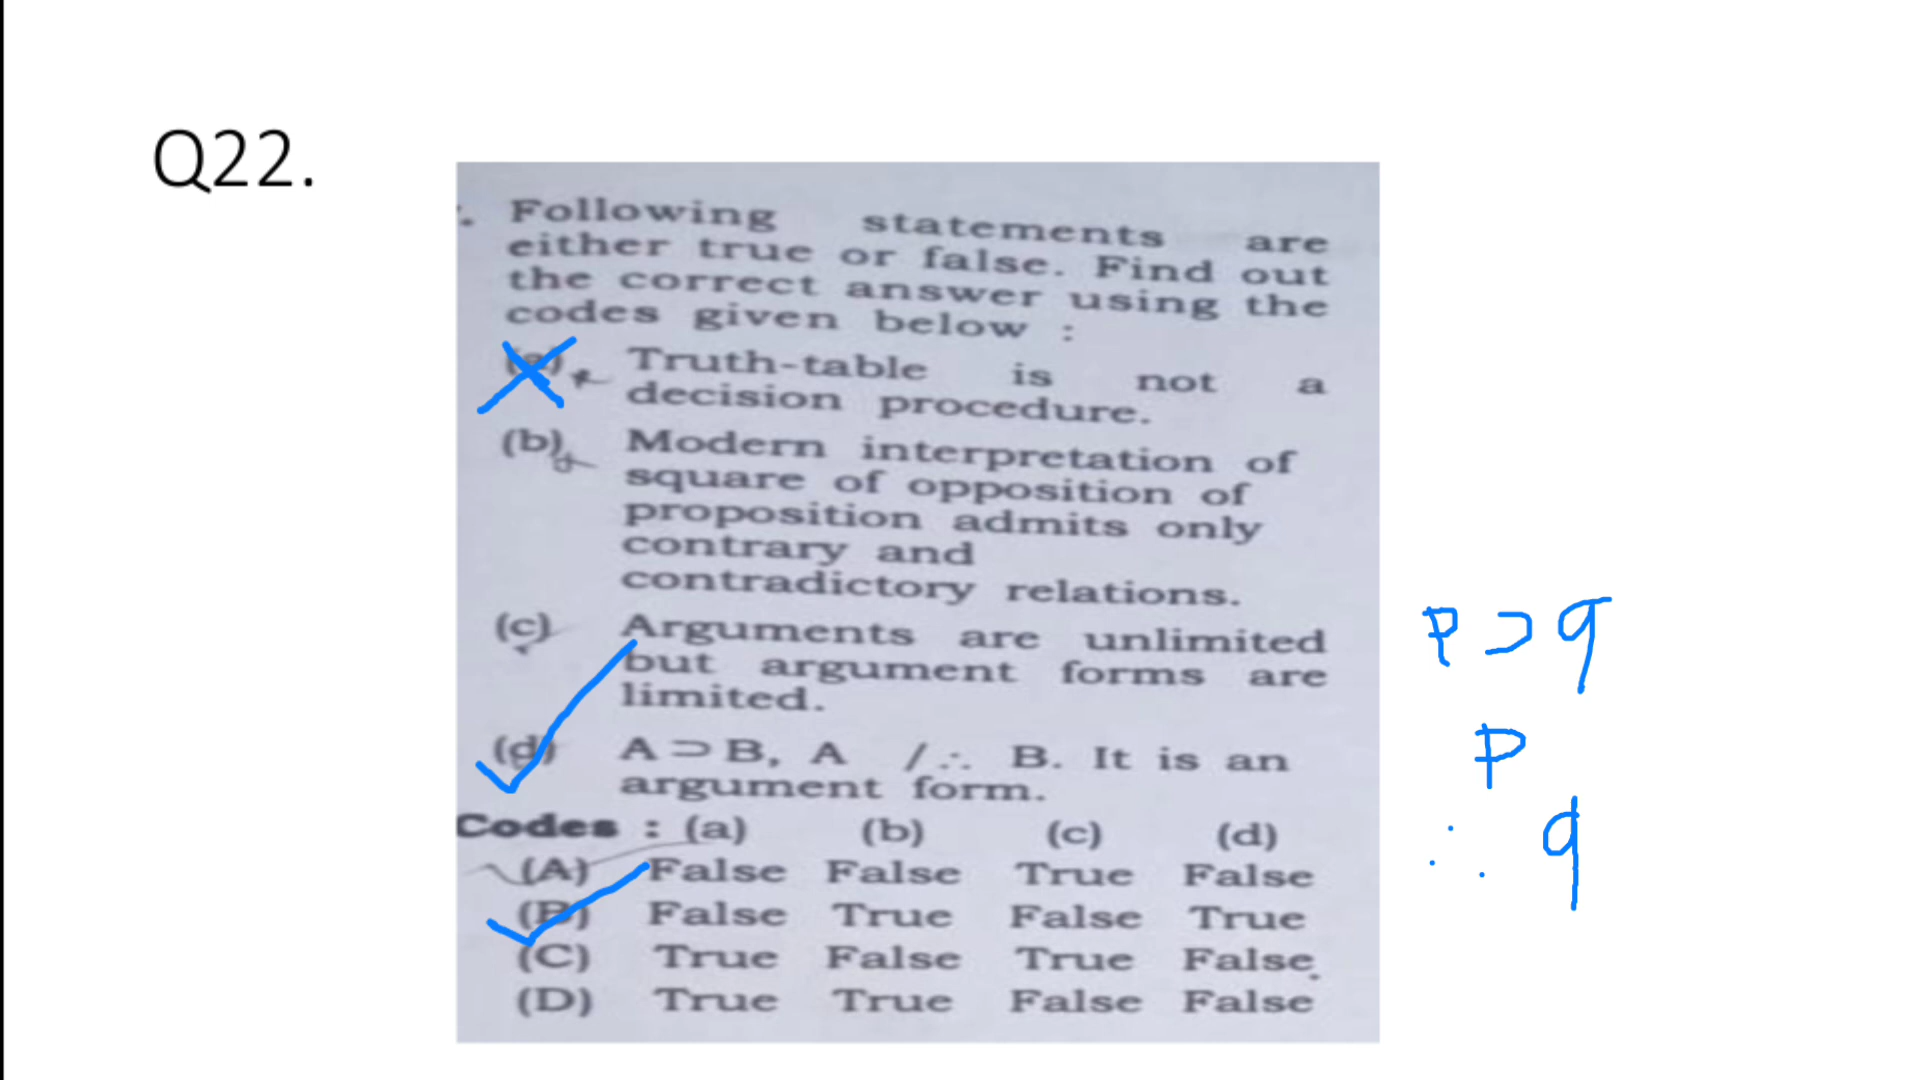 Q22.
Following statements are
either true or false. Find out
the correct answer using the
codes given below :
(a) Truth-table is not a
decision procedure.
(b) Modern interpretation of
square of opposition of
proposition admits only
contrary and
contradictory relations.
(c) Arguments are unlimited
but argument forms are
limited.
(d) A ⊃ B, A /∴ B. It is an
argument form.
Codes : (a) (b) (c) (d)
(A) False False True False
(B) False True False True
(C) True False True False
(D) True True False False
P ⊃ q
P
∴ q